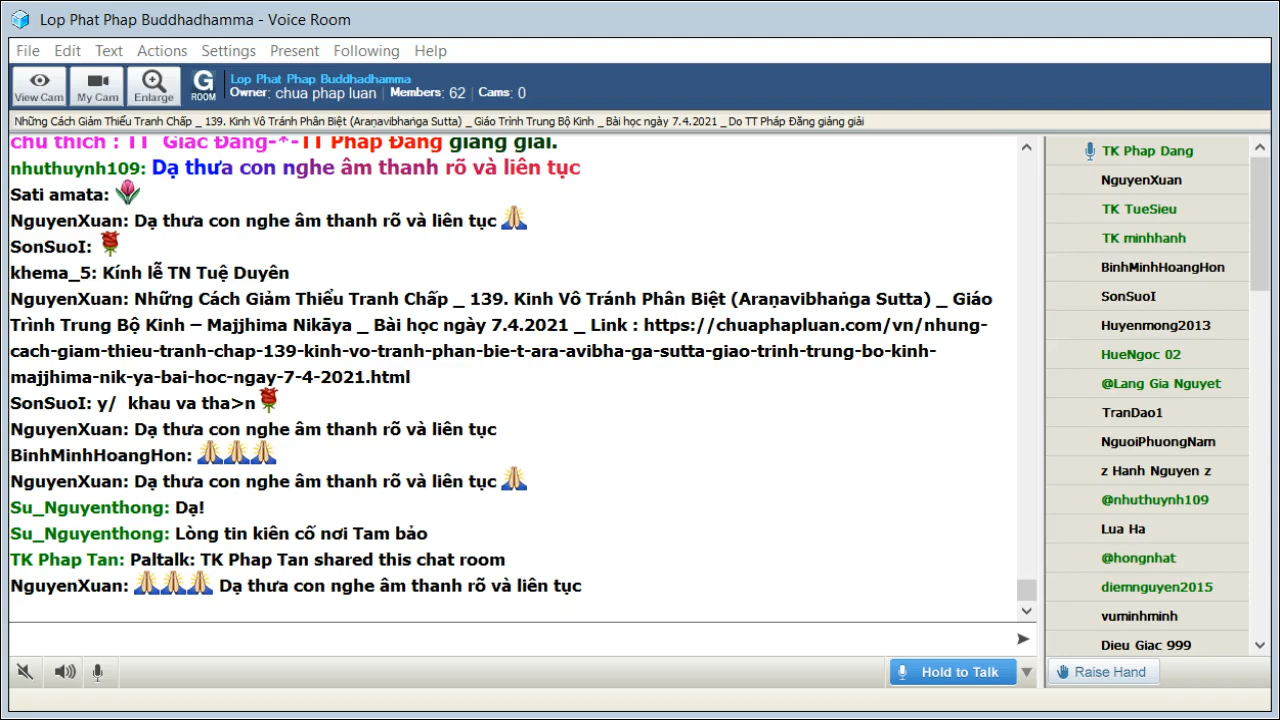 Lop Phat Phap Buddhadhamma - Voice Room
File Edit Text Actions Settings Present Following Help
View Cam My Cam Enlarge G ROOM
Lop Phat Phap Buddhadhamma
Owner: chua phap luan Members: 62 Cams: 0
Những Cách Giảm Thiểu Tranh Chấp _ 139. Kinh Vô Tránh Phân Biệt (Araṇavibhaṅga Sutta) _ Giáo Trình Trung Bộ Kinh _ Bài học ngày 7.4.2021 _ Do TT Pháp Đăng giảng giải
chú thích : TT Giác Đẳng-*-TT Pháp Đăng giảng giải.
nhuthuynh109: Dạ thưa con nghe âm thanh rõ và liên tục
Sati amata:
NguyenXuan: Dạ thưa con nghe âm thanh rõ và liên tục
SonSuoI:
khema_5: Kính lễ TN Tuệ Duyên
NguyenXuan: Những Cách Giảm Thiểu Tranh Chấp _ 139. Kinh Vô Tránh Phân Biệt (Araṇavibhaṅga Sutta) _ Giáo
Trình Trung Bộ Kinh – Majjhima Nikāya _ Bài học ngày 7.4.2021 _ Link : https://chuaphapluan.com/vn/nhung-
cach-giam-thieu-tranh-chap-139-kinh-vo-tranh-phan-bie-t-ara-avibha-ga-sutta-giao-trinh-trung-bo-kinh-
majjhima-nik-ya-bai-hoc-ngay-7-4-2021.html
SonSuoI: y/ khau va tha>n
NguyenXuan: Dạ thưa con nghe âm thanh rõ và liên tục
BinhMinhHoangHon:
NguyenXuan: Dạ thưa con nghe âm thanh rõ và liên tục
Su_Nguyenthong: Dạ!
Su_Nguyenthong: Lòng tin kiên cố nơi Tam bảo
TK Phap Tan: Paltalk: TK Phap Tan shared this chat room
NguyenXuan: Dạ thưa con nghe âm thanh rõ và liên tục
TK Phap Dang
NguyenXuan
TK TueSieu
TK minhhanh
BinhMinhHoangHon
SonSuoI
Huyenmong2013
HueNgoc 02
@Lang Gia Nguyet
TranDao1
NguoiPhuongNam
z Hanh Nguyen z
@nhuthuynh109
Lua Ha
@hongnhat
diemnguyen2015
vuminhminh
Dieu Giac 999
Hold to Talk
Raise Hand